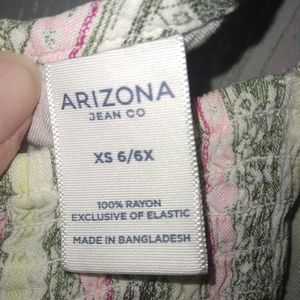 ARIZONA
JEAN CO
XS 6/6X
100% RAYON
EXCLUSIVE OF ELASTIC
MADE IN BANGLADESH